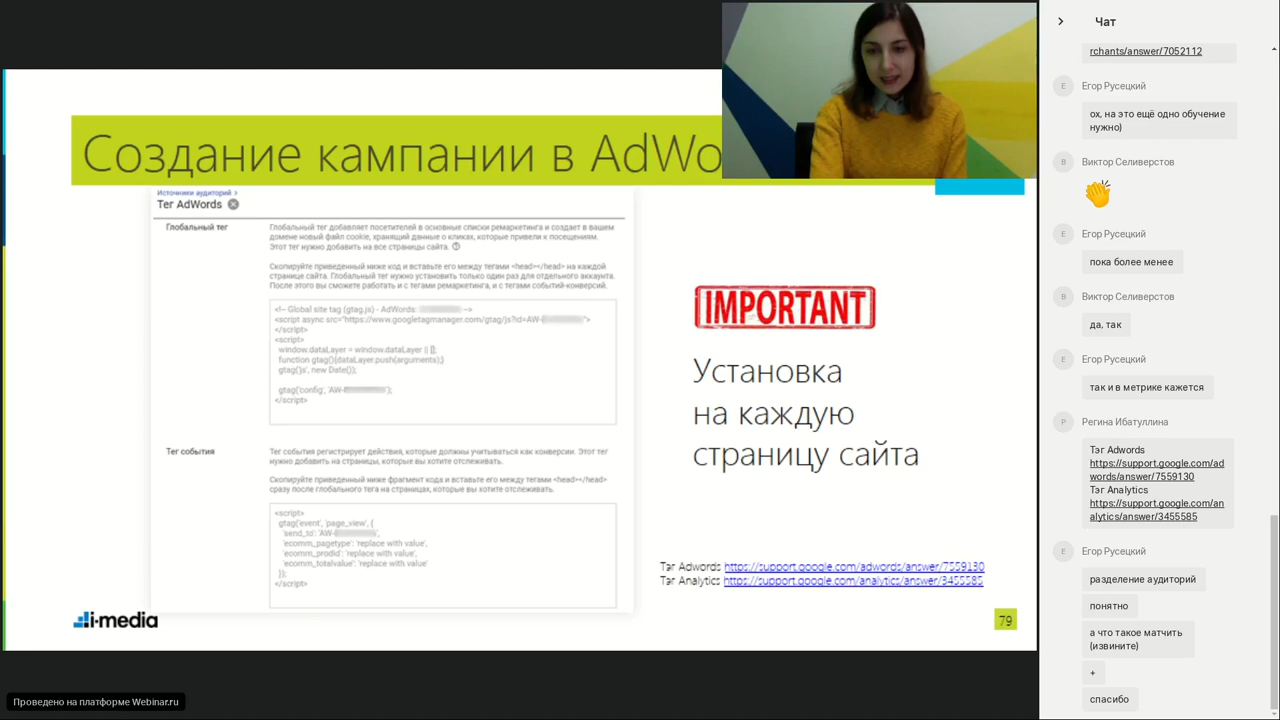 Создание кампании в AdWo
Источники аудиторий >
Тег AdWords
Глобальный тег
Глобальный тег добавляет посетителей в основные списки ремаркетинга и создает в вашем
домене новый файл cookie, хранящий данные о кликах, которые привели к посещениям.
Этот тег нужно добавить на все страницы сайта.
Скопируйте приведенный ниже код и вставьте его между тегами <head></head> на каждой
странице сайта. Глобальный тег нужно установить только один раз для отдельного аккаунта.
После этого вы сможете работать и с тегами ремаркетинга, и с тегами событий-конверсий.
<!-- Global site tag (gtag.js) - AdWords: -->
<script async src="https://www.googletagmanager.com/gtag/js?id=AW- ">
</script>
<script>
window.dataLayer = window.dataLayer || [];
function gtag(){dataLayer.push(arguments);}
gtag('js', new Date());
gtag('config', 'AW- ');
</script>
Тег события
Тег события регистрирует действия, которые должны учитываться как конверсии. Этот тег
нужно добавить на страницы, которые вы хотите отслеживать.
Скопируйте приведенный ниже фрагмент кода и вставьте его между тегами <head></head>
сразу после глобального тега на страницах, которые вы хотите отслеживать.
<script>
gtag('event', 'page_view', {
'send_to': 'AW- ',
'ecomm_pagetype': 'replace with value',
'ecomm_prodid': 'replace with value',
'ecomm_totalvalue': 'replace with value'
});
</script>
IMPORTANT
Установка
на каждую
страницу сайта
Тэг Adwords https://support.google.com/adwords/answer/7559130
Тэг Analytics https://support.google.com/analytics/answer/3455585
i-media
79
Проведено на платформе Webinar.ru
Чат
rchants/answer/7052112
Е
Егор Русецкий
ох, на это ещё одно обучение
нужно)
В
Виктор Селиверстов
Е
Егор Русецкий
пока более менее
В
Виктор Селиверстов
да, так
Е
Егор Русецкий
так и в метрике кажется
Р
Регина Ибатуллина
Тэг Adwords
https://support.google.com/ad
words/answer/7559130
Тэг Analytics
https://support.google.com/an
alytics/answer/3455585
Е
Егор Русецкий
разделение аудиторий
понятно
а что такое матчить
(извините)
+
спасибо